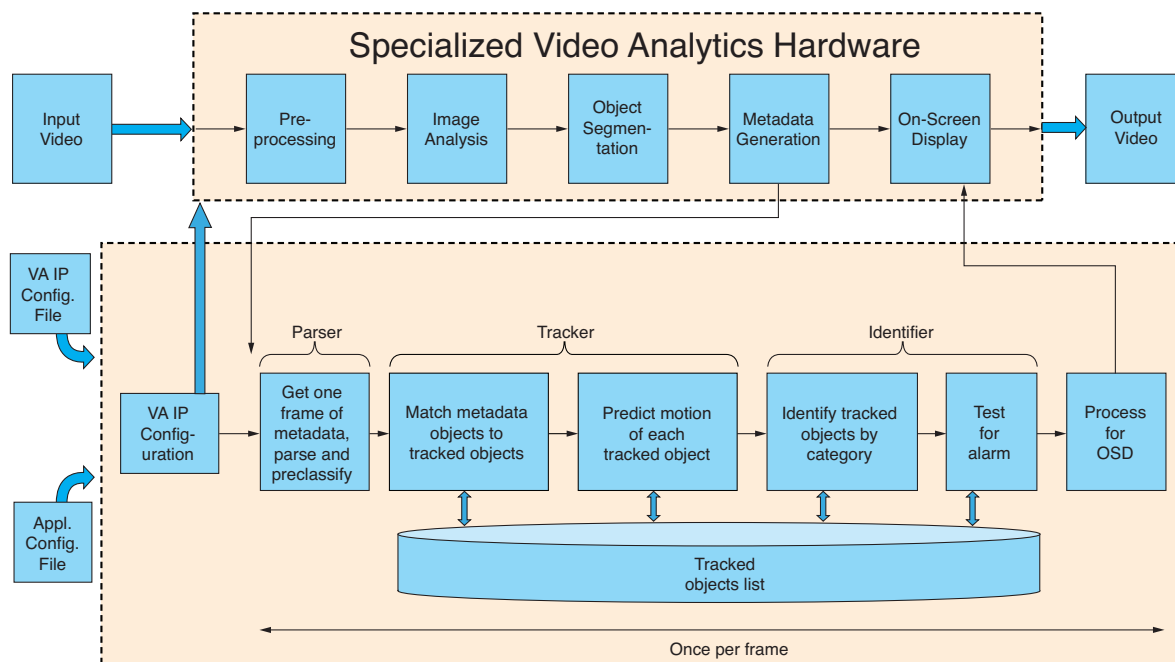 Specialized Video Analytics Hardware
Input
Video
Pre-
processing
Image
Analysis
Object
Segmen-
tation
Metadata
Generation
On-Screen
Display
Output
Video
VA IP
Config.
File
Appl.
Config.
File
VA IP
Config-
uration
Parser
Get one
frame of
metadata,
parse and
preclassify
Tracker
Match metadata
objects to
tracked objects
Predict motion
of each
tracked object
Identifier
Identify tracked
objects by
category
Test
for
alarm
Process
for
OSD
Tracked
objects list
Once per frame